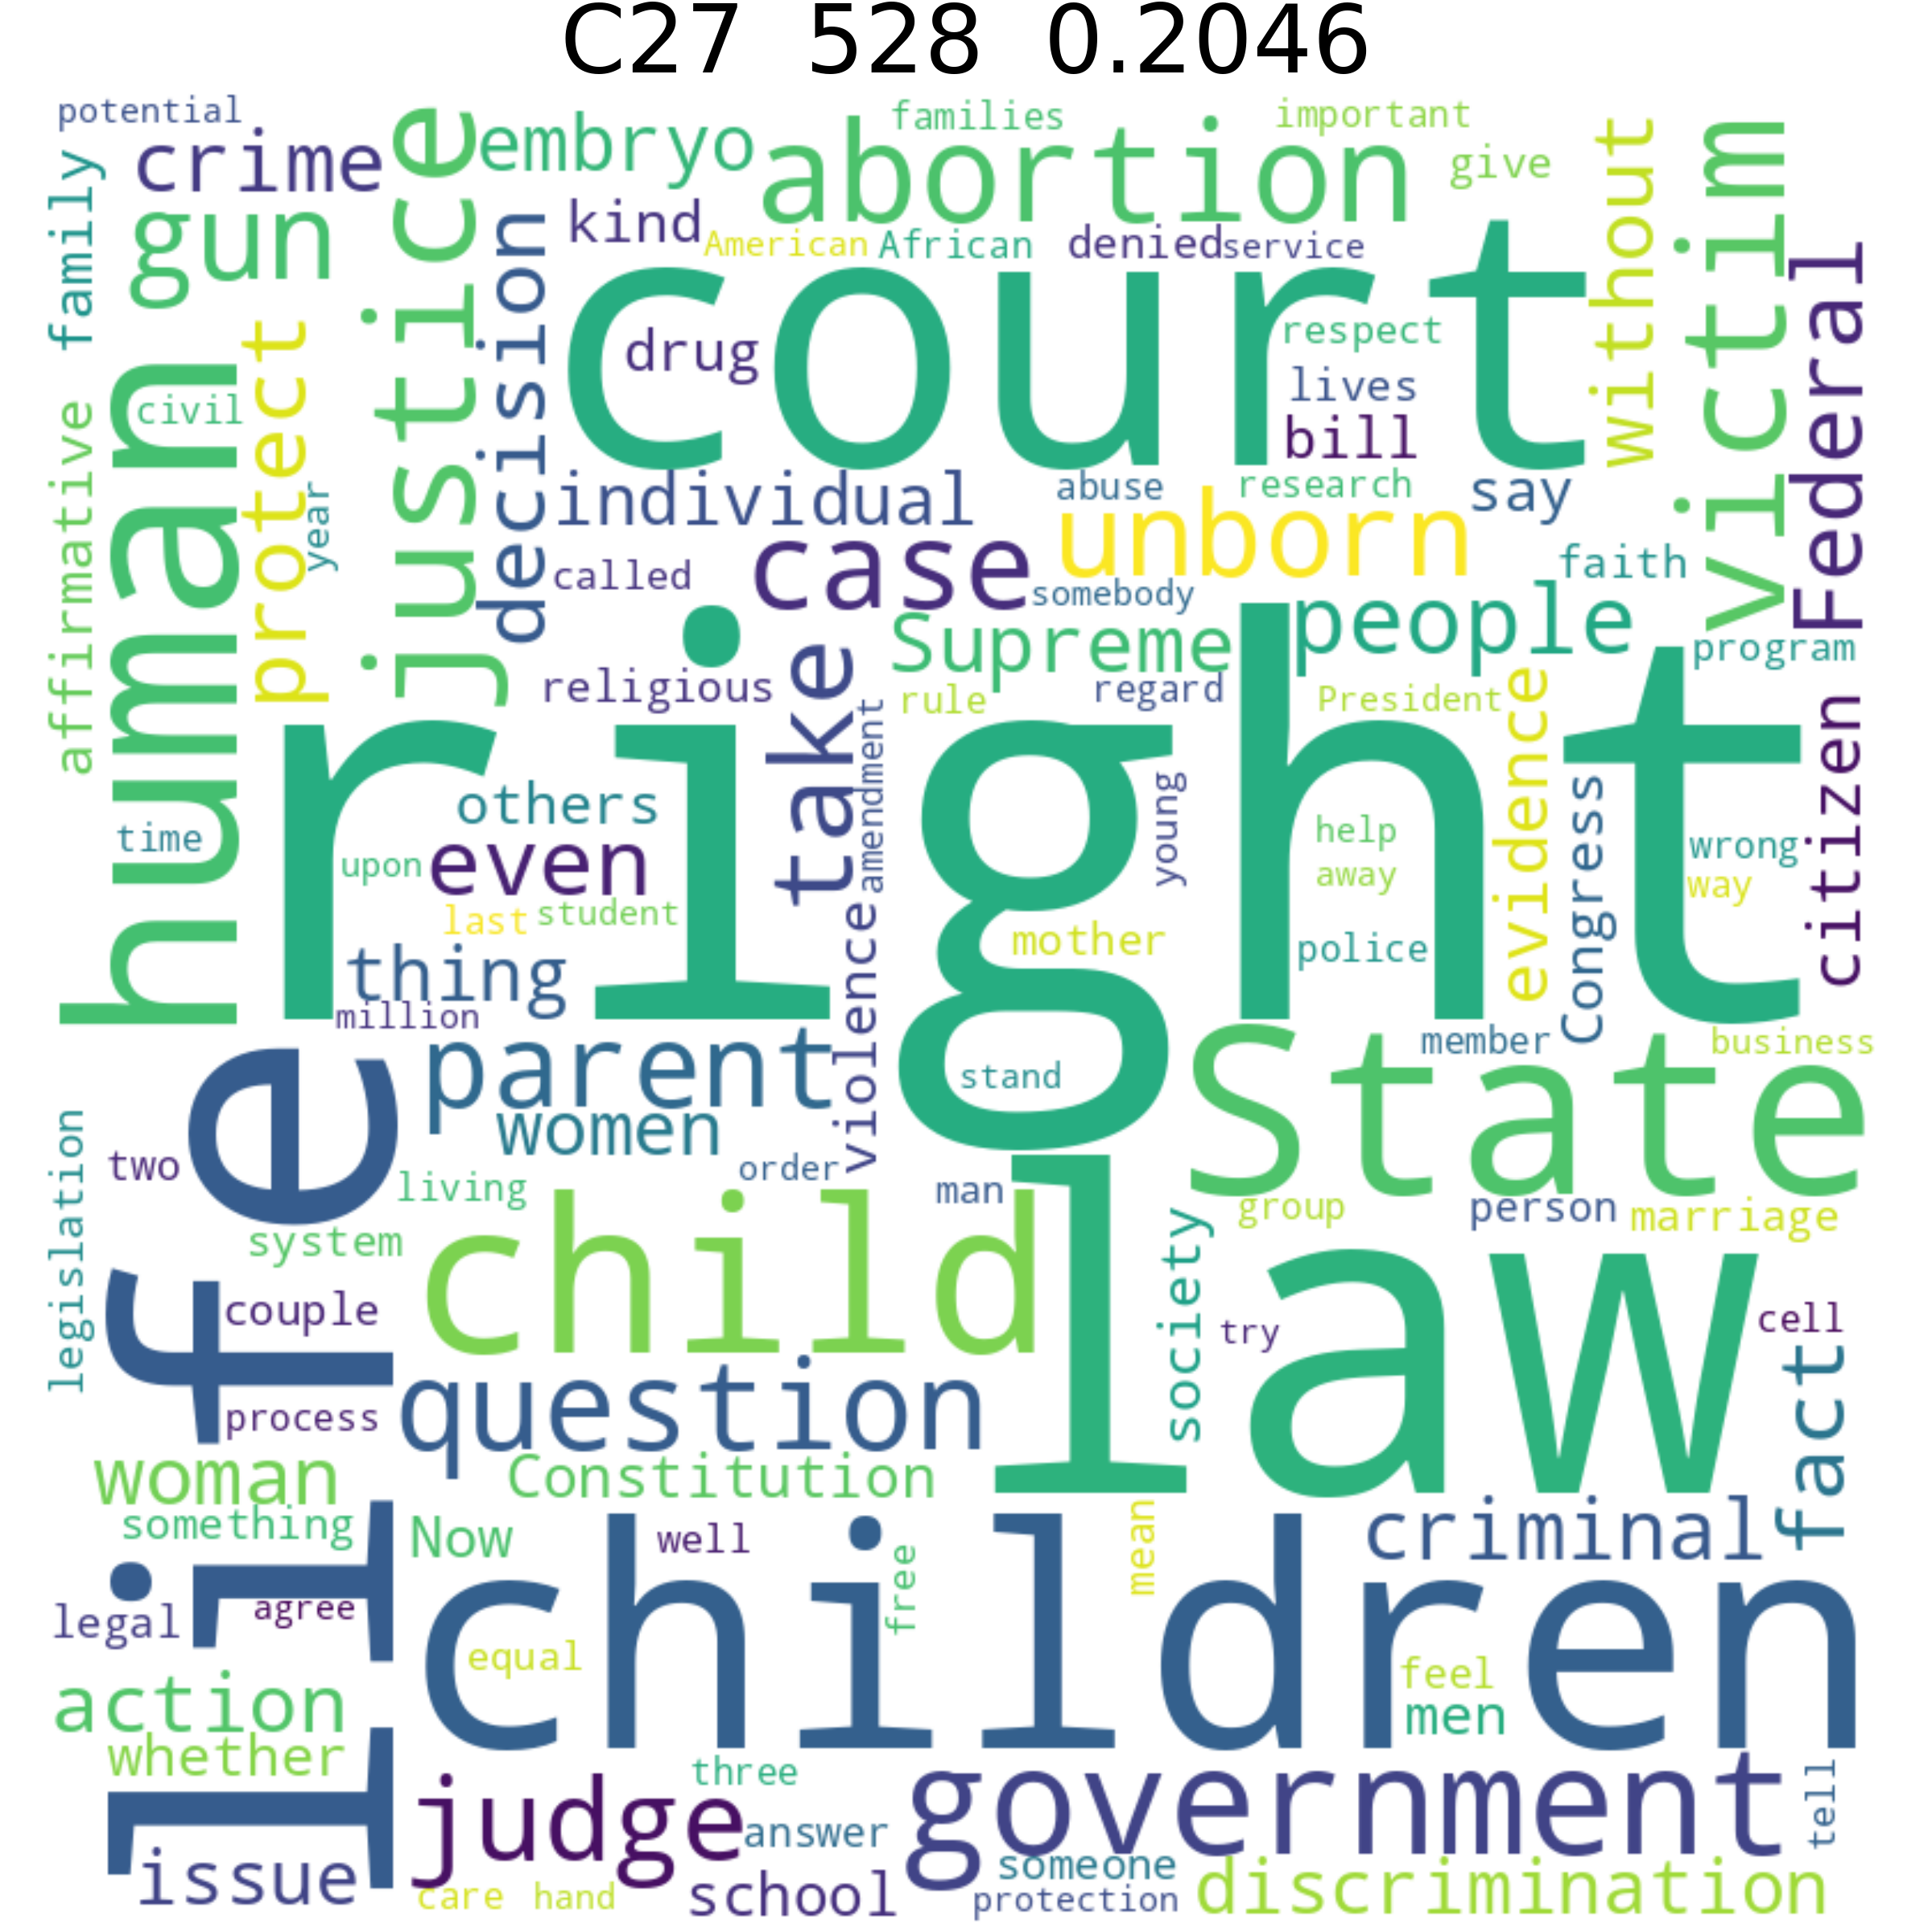 C27 528 0.2046
potential
families
important
crime
justice
embryo
abortion
give
without
victim
family
gun
kind
decision
American
African
denied
service
Federal
court
drug
respect
lives
bill
human
civil
protect
affirmative
year
individual
abuse
research
say
unborn
case
called
somebody
faith
Supreme
people
program
religious
take
rule
regard
President
evidence
citizen
right
amendment
others
young
help
away
Congress
wrong
way
time
upon
even
last
student
mother
police
thing
million
violence
parent
stand
member
business
State
women
two
order
living
man
life
legislation
group
person
marriage
system
child
society
law
couple
try
cell
process
question
fact
woman
Constitution
something
Now
well
free
mean
criminal
legal
agree
children
equal
feel
men
action
whether
three
judge
answer
government
tell
issue
someone
care
hand
school
protection
discrimination